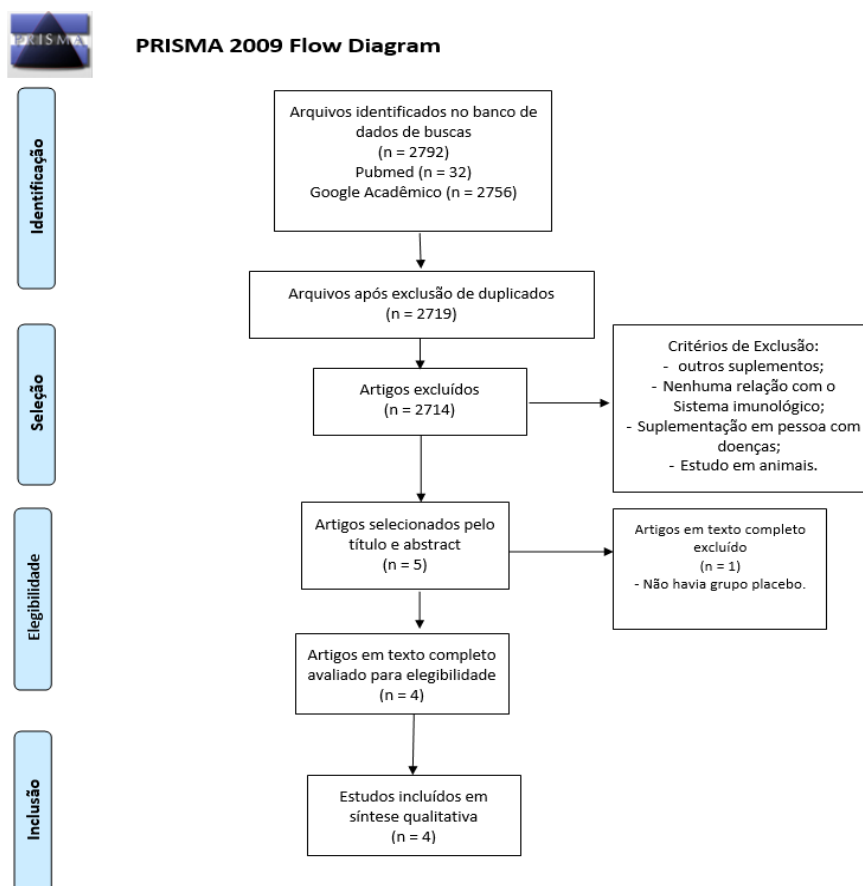 PRISMA
PRISMA 2009 Flow Diagram
Identificação
Arquivos identificados no banco de
dados de buscas
(n = 2792)
Pubmed (n = 32)
Google Acadêmico (n = 2756)
Arquivos após exclusão de duplicados
(n = 2719)
Seleção
Artigos excluídos
(n = 2714)
Critérios de Exclusão:
- outros suplementos;
- Nenhuma relação com o
Sistema imunológico;
- Suplementação em pessoa com
doenças;
- Estudo em animais.
Elegibilidade
Artigos selecionados pelo
título e abstract
(n = 5)
Artigos em texto completo
excluído
(n = 1)
- Não havia grupo placebo.
Artigos em texto completo
avaliado para elegibilidade
(n = 4)
Inclusão
Estudos incluídos em
síntese qualitativa
(n = 4)